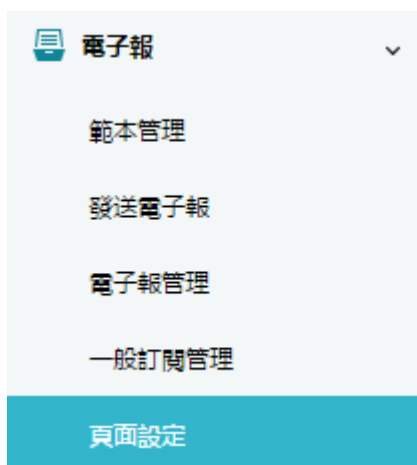 電子報
範本管理
發送電子報
電子報管理
一般訂閱管理
頁面設定